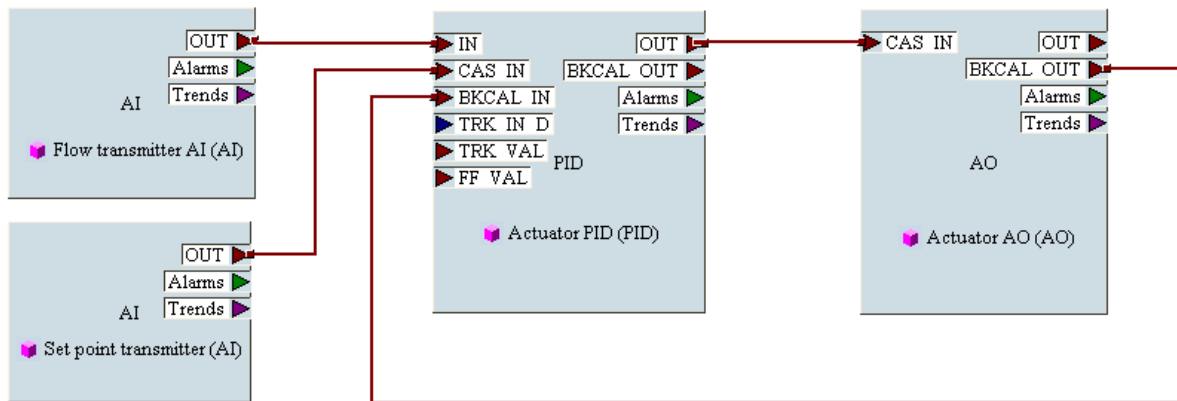 OUT
Alarms
Trends
AI
Flow transmitter AI (AI)
OUT
Alarms
Trends
AI
Set point transmitter (AI)
IN
CAS IN
BKCAL IN
TRK IN D
TRK VAL
FF VAL
OUT
BKCAL OUT
Alarms
Trends
PID
Actuator PID (PID)
CAS IN
OUT
BKCAL OUT
Alarms
Trends
AO
Actuator AO (AO)